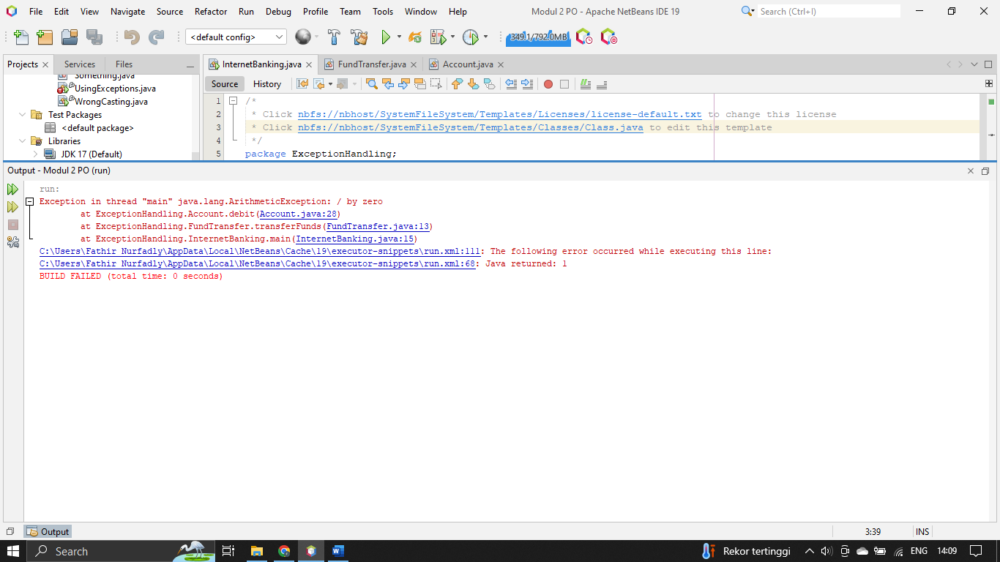 File Edit View Navigate Source Refactor Run Debug Profile Team Tools Window Help Modul 2 PO - Apache NetBeans IDE 19 Search (Ctrl+I)
<default config> 349.1/792.0MB
Projects Services Files InternetBanking.java FundTransfer.java Account.java
Something.java
Source History
UsingExceptions.java
WrongCasting.java
Test Packages
<default package>
Libraries
JDK 17 (Default)
1 /*
2 * Click nbfs://nbhost/SystemFileSystem/Templates/Licenses/license-default.txt to change this license
3 * Click nbfs://nbhost/SystemFileSystem/Templates/Classes/Class.java to edit this template
4 */
5 package ExceptionHandling;
Output - Modul 2 PO (run)
run:
Exception in thread "main" java.lang.ArithmeticException: / by zero
at ExceptionHandling.Account.debit(Account.java:28)
at ExceptionHandling.FundTransfer.transferFunds(FundTransfer.java:13)
at ExceptionHandling.InternetBanking.main(InternetBanking.java:15)
C:\Users\Fathir Nurfadly\AppData\Local\NetBeans\Cache\19\executor-snippets\run.xml:111: The following error occurred while executing this line:
C:\Users\Fathir Nurfadly\AppData\Local\NetBeans\Cache\19\executor-snippets\run.xml:68: Java returned: 1
BUILD FAILED (total time: 0 seconds)
Output 3:39 INS
Search Rekor tertinggi ENG 14:09